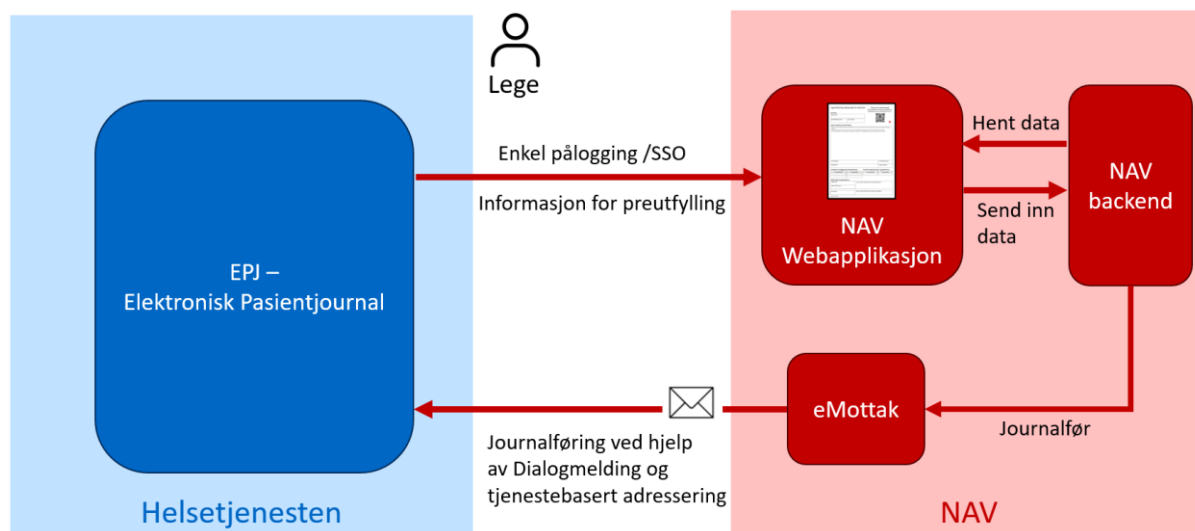 Lege
EPJ –
Elektronisk Pasientjournal
Enkel pålogging /SSO
Informasjon for preutfylling
NAV
Webapplikasjon
Hent data
Send inn
data
NAV
backend
Journalfør
eMottak
Journalføring ved hjelp
av Dialogmelding og
tjenestebasert adressering
Helsetjenesten
NAV